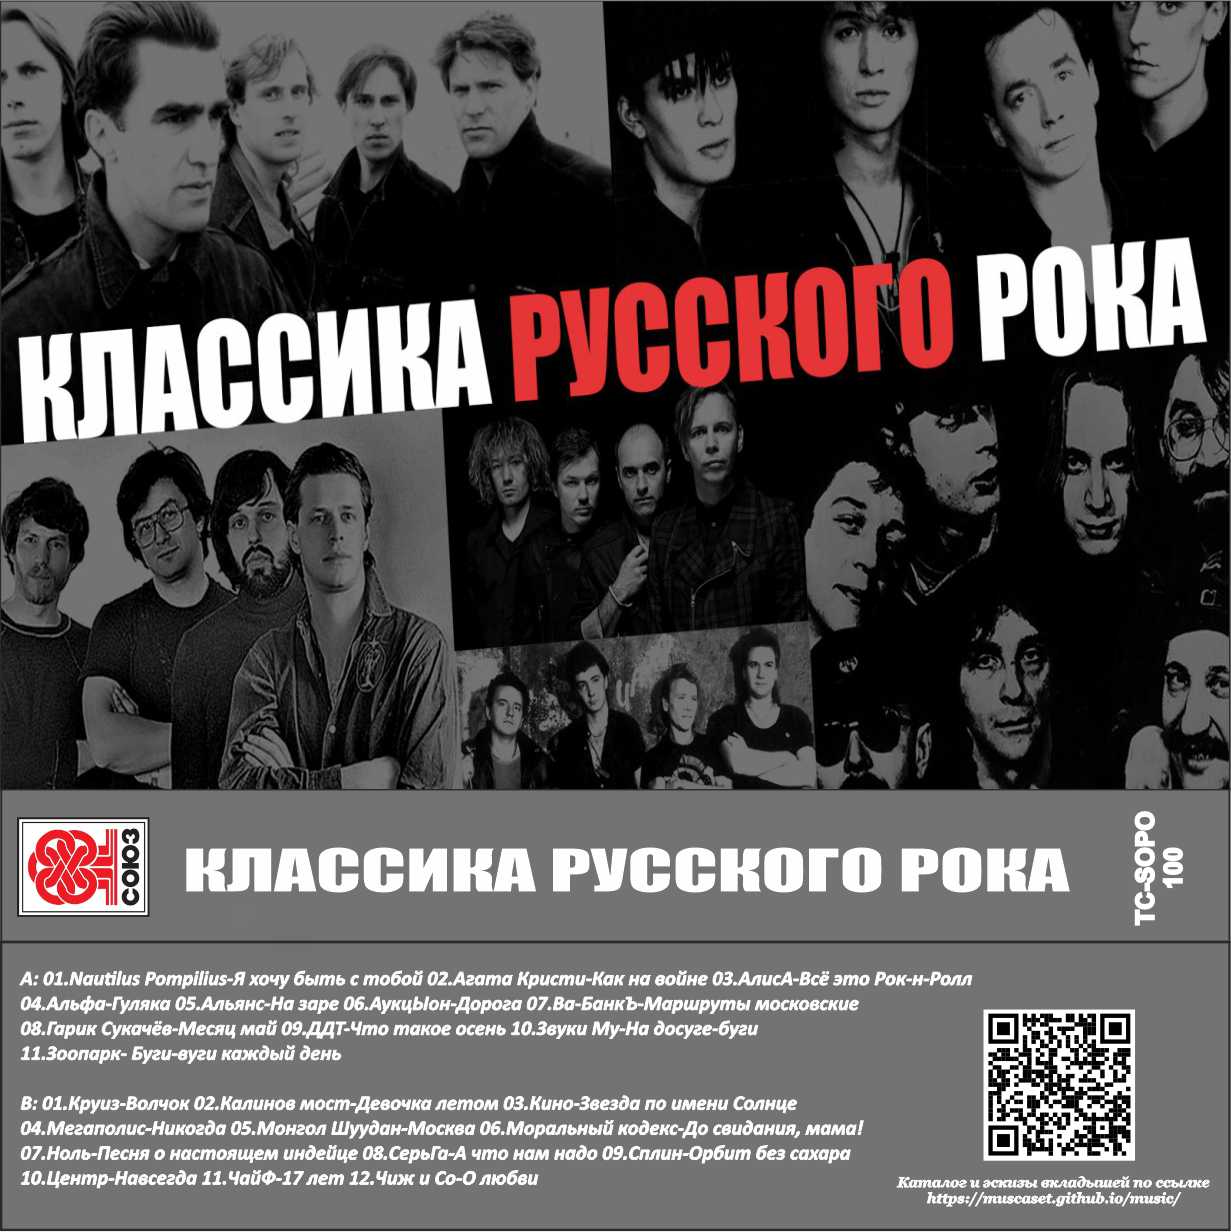 КЛАССИКА РУССКОГО РОКА
СОЮЗ
КЛАССИКА РУССКОГО РОКА
TC-SOPO
100
A: 01.Nautilus Pompilius-Я хочу быть с тобой 02.Агата Кристи-Как на войне 03.АлисА-Всё это Рок-н-Ролл
04.Альфа-Гуляка 05.Альянс-На заре 06.АукцЫон-Дорога 07.Ва-БанкЪ-Маршруты московские
08.Гарик Сукачёв-Месяц май 09.ДДТ-Что такое осень 10.Звуки Му-На досуге-буги
11.Зоопарк- Буги-вуги каждый день
B: 01.Круиз-Волчок 02.Калинов мост-Девочка летом 03.Кино-Звезда по имени Солнце
04.Мегаполис-Никогда 05.Монгол Шуудан-Москва 06.Моральный кодекс-До свидания, мама!
07.Ноль-Песня о настоящем индейце 08.СерьГа-А что нам надо 09.Сплин-Орбит без сахара
10.Центр-Навсегда 11.ЧайФ-17 лет 12.Чиж и Со-О любви
Каталог и эскизы вкладышей по ссылке
https://muscaset.github.io/music/